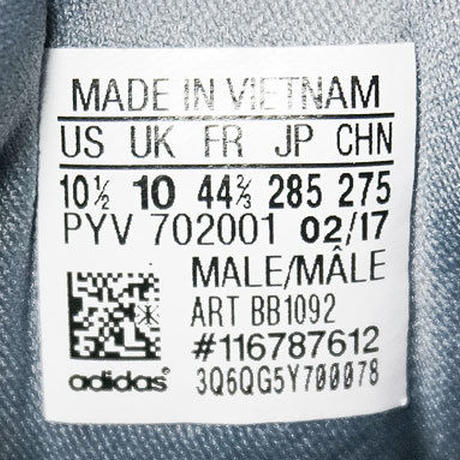 MADE IN VIETNAM
US UK FR JP CHN
10½ 10 44⅔ 285 275
PYV 702001 02/17
MALE/MÂLE
ART BB1092
#116787612
adidas® 3Q6QG5Y700078